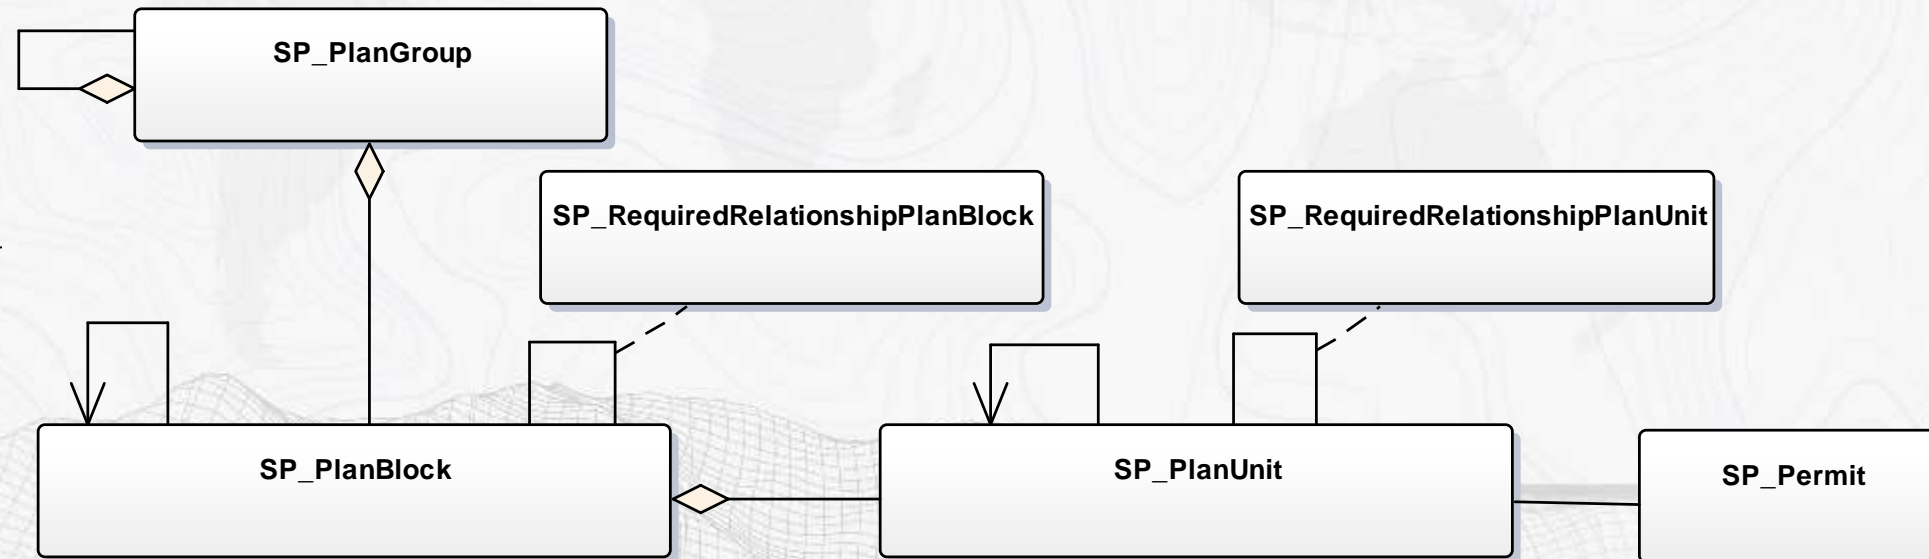 SP_PlanGroup
SP_RequiredRelationshipPlanBlock
SP_RequiredRelationshipPlanUnit
SP_PlanBlock
SP_PlanUnit
SP_Permit